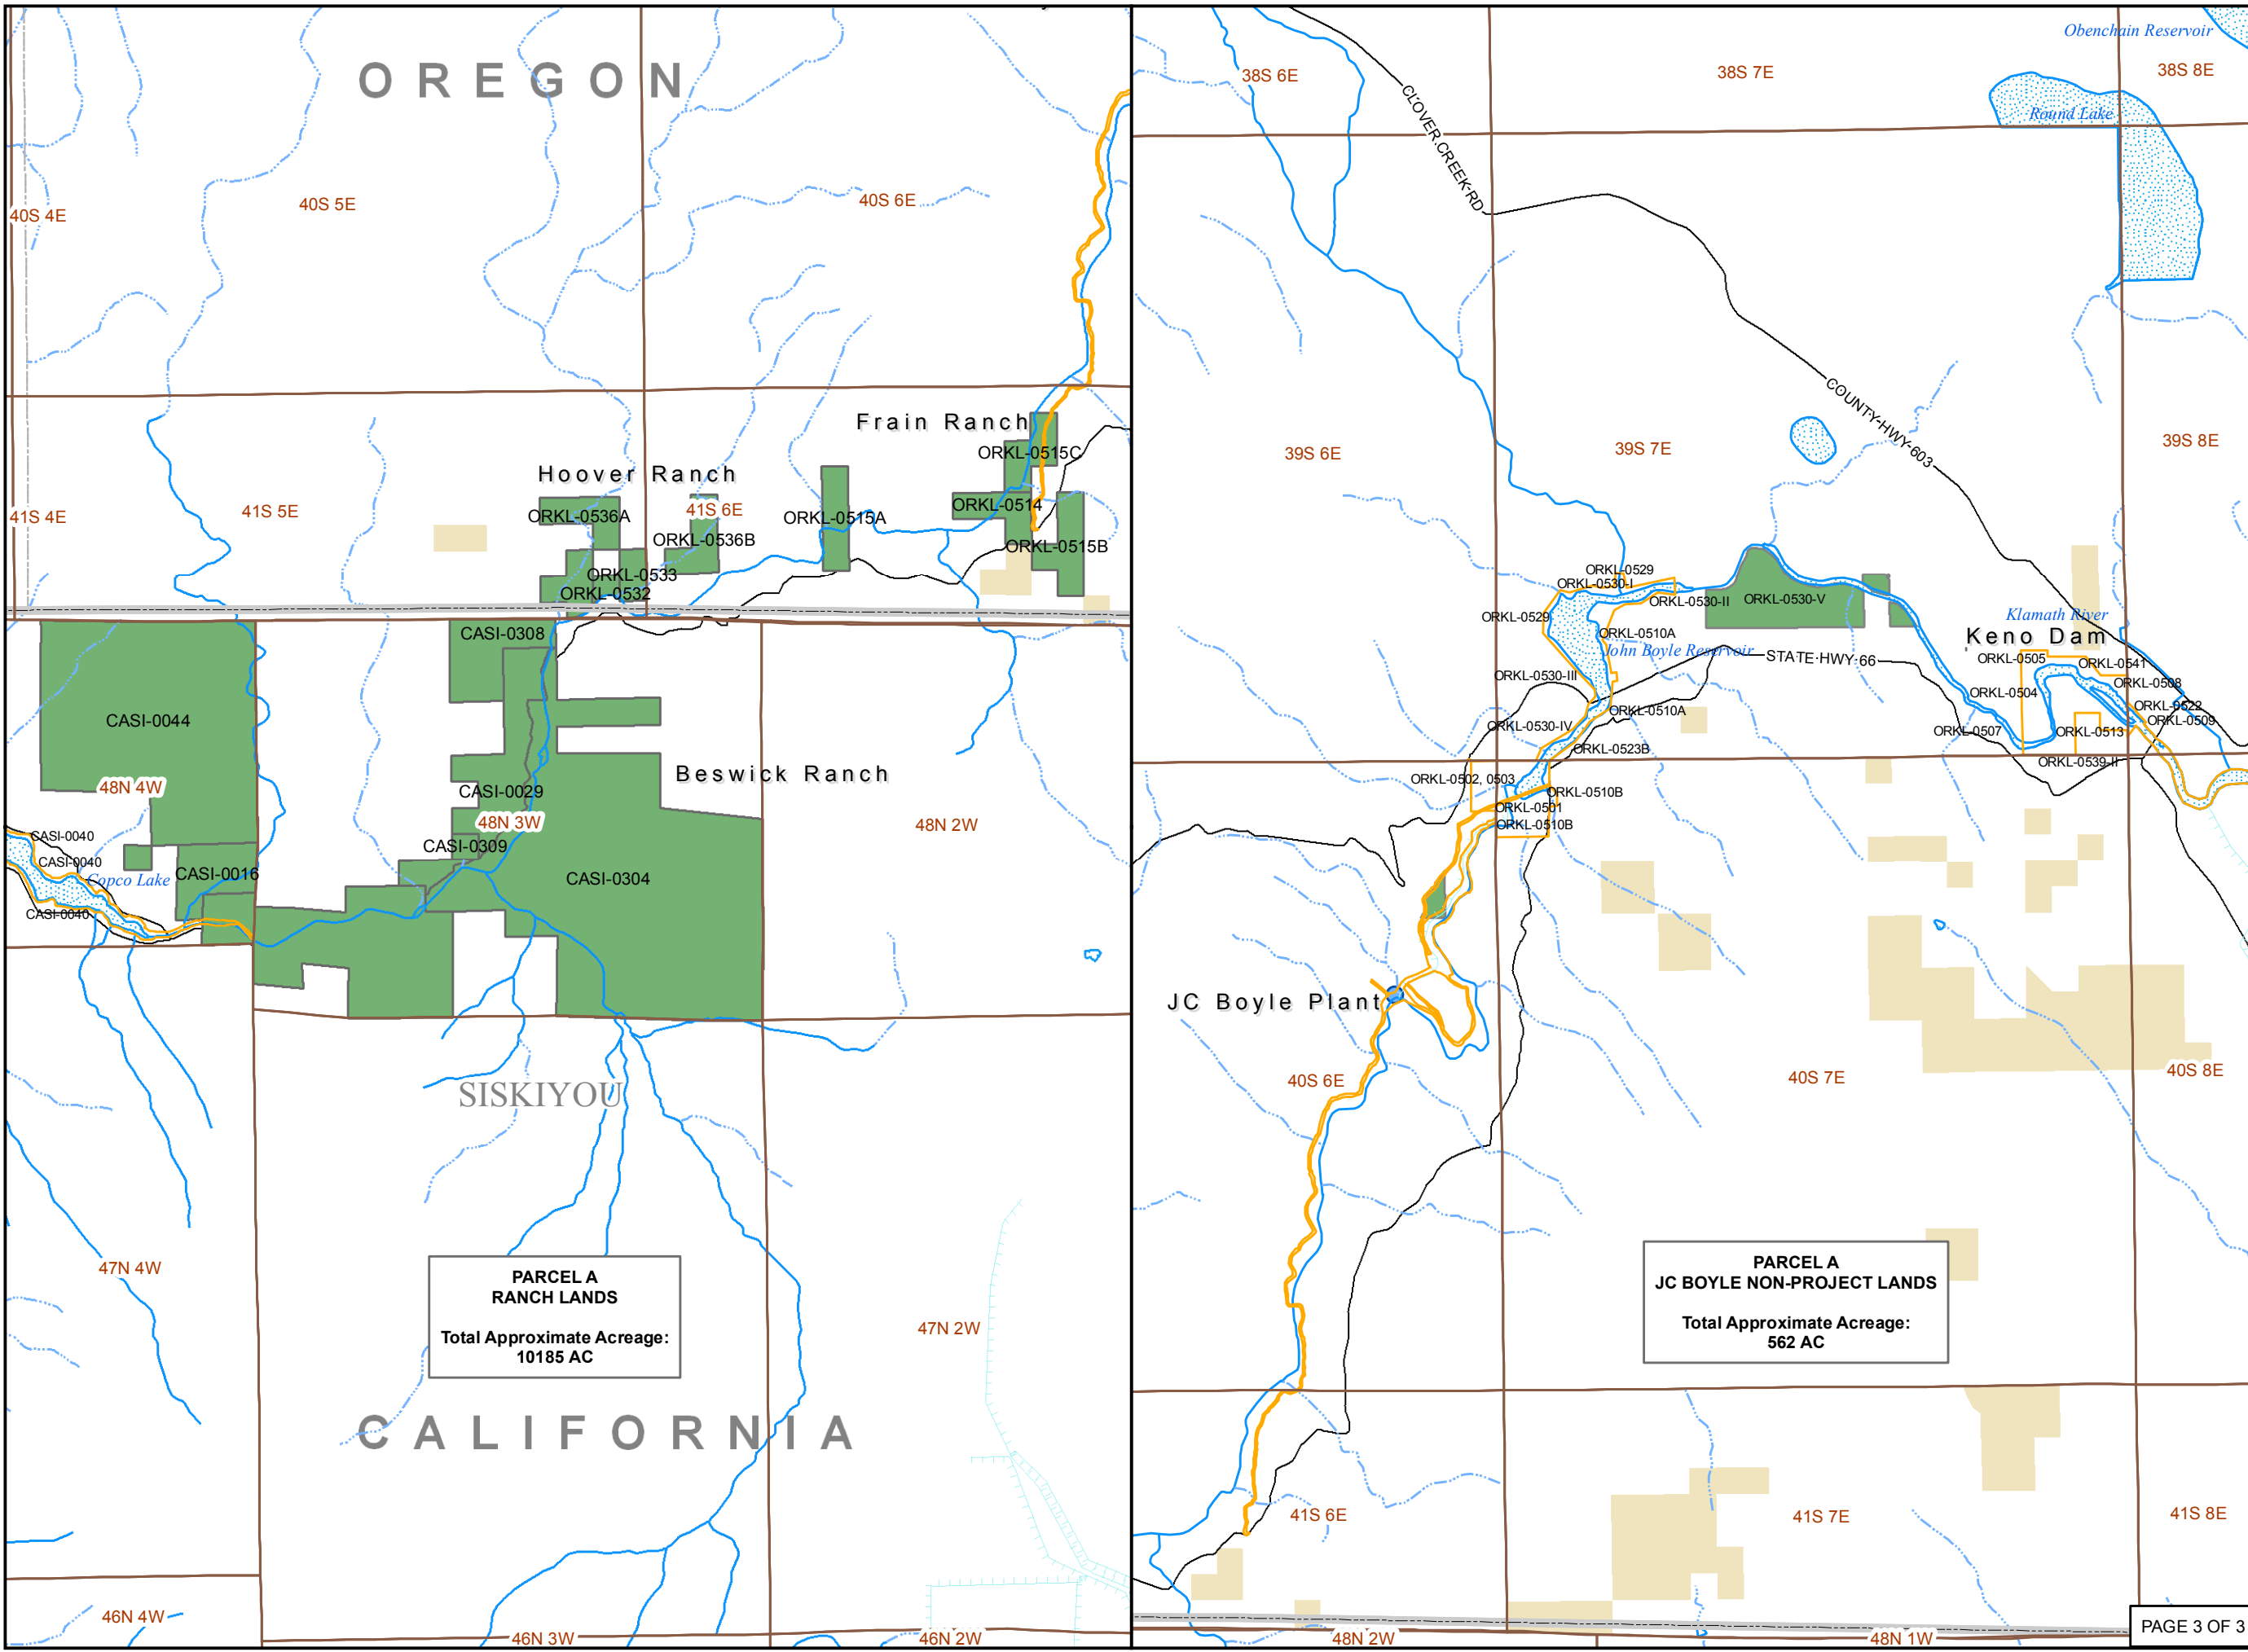 OREGON
40S 4E
40S 5E
40S 6E
Frain Ranch
ORKL-0515C
Hoover Ranch
ORKL-0536A
41S 6E
ORKL-0514
41S 4E
41S 5E
ORKL-0515A
ORKL-0536B
ORKL-0515B
ORKL-0533
ORKL-0532
CASI-0308
CASI-0044
Beswick Ranch
48N 4W
CASI-0029
48N 3W
48N 2W
CASI-0040
CASI-0309
CASI-0040
Copco Lake
CASI-0016
CASI-0304
CASI-0040
SISKIYOU
47N 4W
PARCEL A
RANCH LANDS
Total Approximate Acreage:
10185 AC
47N 2W
CALIFORNIA
46N 4W
46N 3W
46N 2W
Obenchain Reservoir
38S 6E
38S 7E
38S 8E
Round Lake
CLOVER CREEK RD
COUNTY HWY 603
39S 6E
39S 7E
39S 8E
ORKL-0529
ORKL-0530-I
ORKL-0530-II
ORKL-0530-V
ORKL-0529
Klamath River
ORKL-0510A
Keno Dam
John Boyle Reservoir
STATE HWY 66
ORKL-0505
ORKL-0541
ORKL-0530-III
ORKL-0508
ORKL-0504
ORKL-0510A
ORKL-0522
ORKL-0509
ORKL-0530-IV
ORKL-0507
ORKL-0513
ORKL-0523B
ORKL-0539-II
ORKL-0502, 0503
ORKL-0510B
ORKL-0501
ORKL-0510B
JC Boyle Plant
40S 6E
40S 7E
40S 8E
PARCEL A
JC BOYLE NON-PROJECT LANDS
Total Approximate Acreage:
562 AC
41S 6E
41S 7E
41S 8E
48N 2W
48N 1W
PAGE 3 OF 3